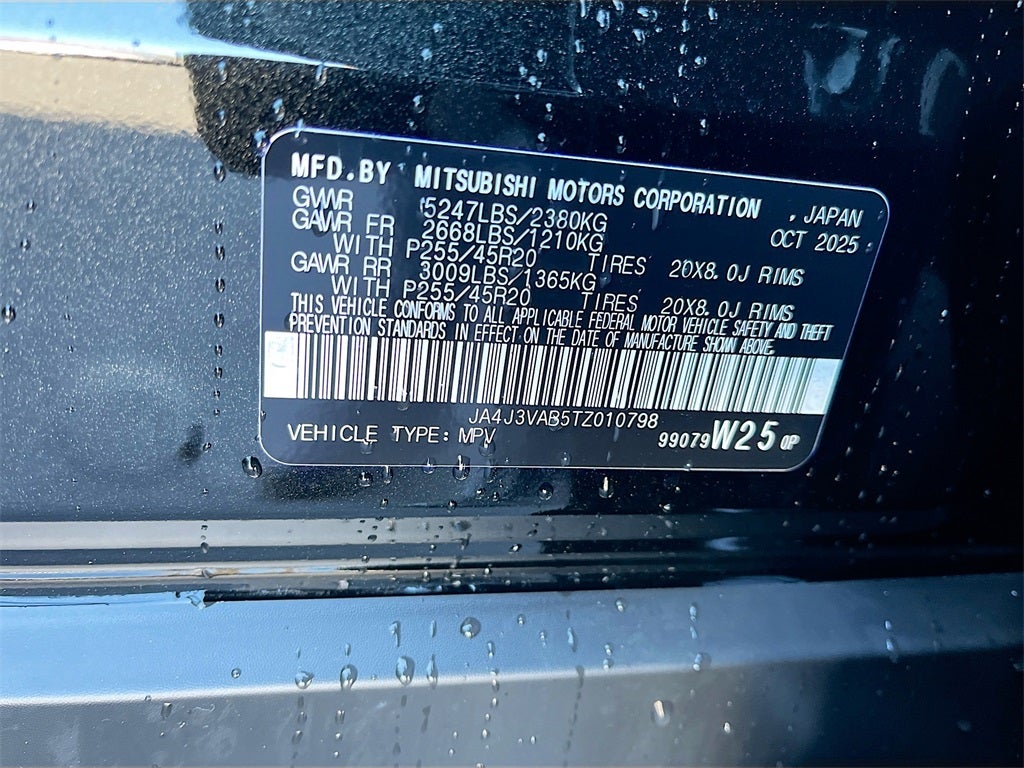 MFD.BY MITSUBISHI MOTORS CORPORATION , JAPAN
GVWR 5247LBS/2380KG OCT 2025
GAWR FR 2668LBS/1210KG
WITH P255/45R20 TIRES 20X8.0J RIMS
GAWR RR 3009LBS/1365KG
WITH P255/45R20 TIRES 20X8.0J RIMS
THIS VEHICLE CONFORMS TO ALL APPLICABLE FEDERAL MOTOR VEHICLE SAFETY AND THEFT
PREVENTION STANDARDS IN EFFECT ON THE DATE OF MANUFACTURE SHOWN ABOVE.
JA4J3VAB5TZ010798
VEHICLE TYPE: MPV 99079W25 0P